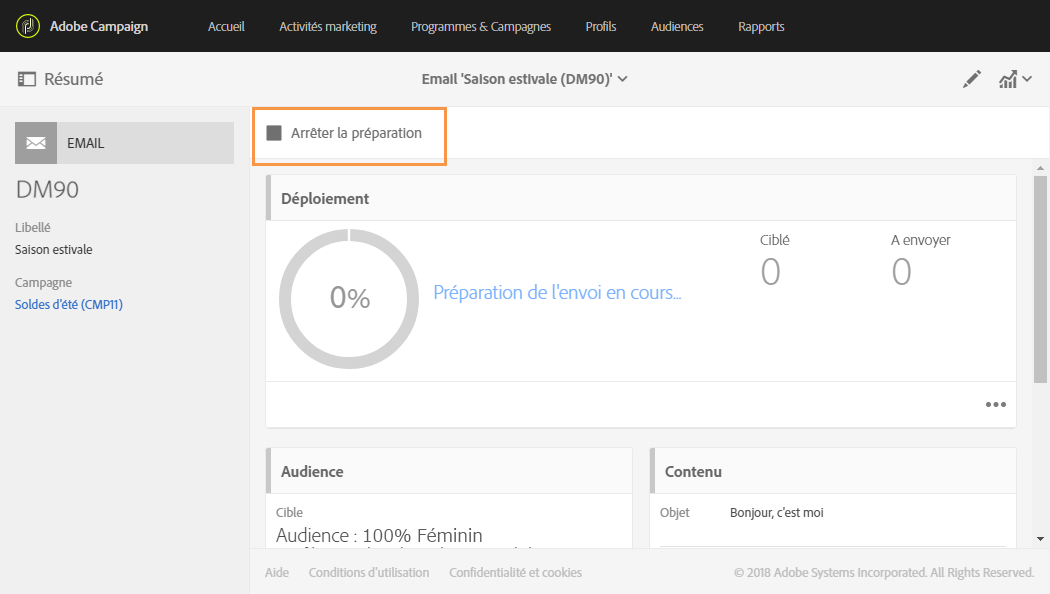 Adobe Campaign Accueil Activités marketing Programmes & Campagnes Profils Audiences Rapports
Résumé Email 'Saison estivale (DM90)'
Arrêter la préparation
EMAIL
DM90
Libellé
Saison estivale
Campagne
Soldes d'été (CMP11)
Déploiement
0%
Préparation de l'envoi en cours...
Ciblé A envoyer
0 0
Audience
Cible
Audience : 100% Féminin
Contenu
Objet Bonjour, c'est moi
Aide Conditions d'utilisation Confidentialité et cookies © 2018 Adobe Systems Incorporated. All Rights Reserved.